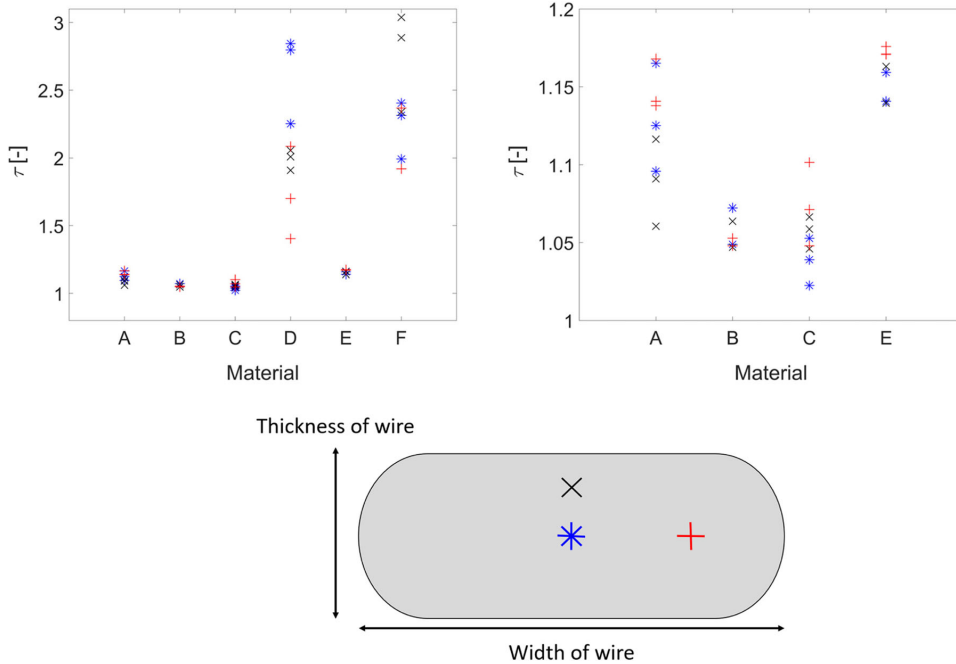 3
2.5
2
1.5
1
τ [-]
A B C D E F
Material
1.2
1.15
1.1
1.05
1
τ [-]
A B C E
Material
Thickness of wire
Width of wire